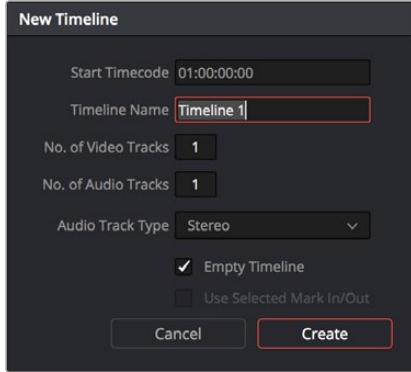 New Timeline
Start Timecode 01:00:00:00
Timeline Name Timeline 1
No. of Video Tracks 1
No. of Audio Tracks 1
Audio Track Type Stereo
Empty Timeline
Use Selected Mark In/Out
Cancel Create